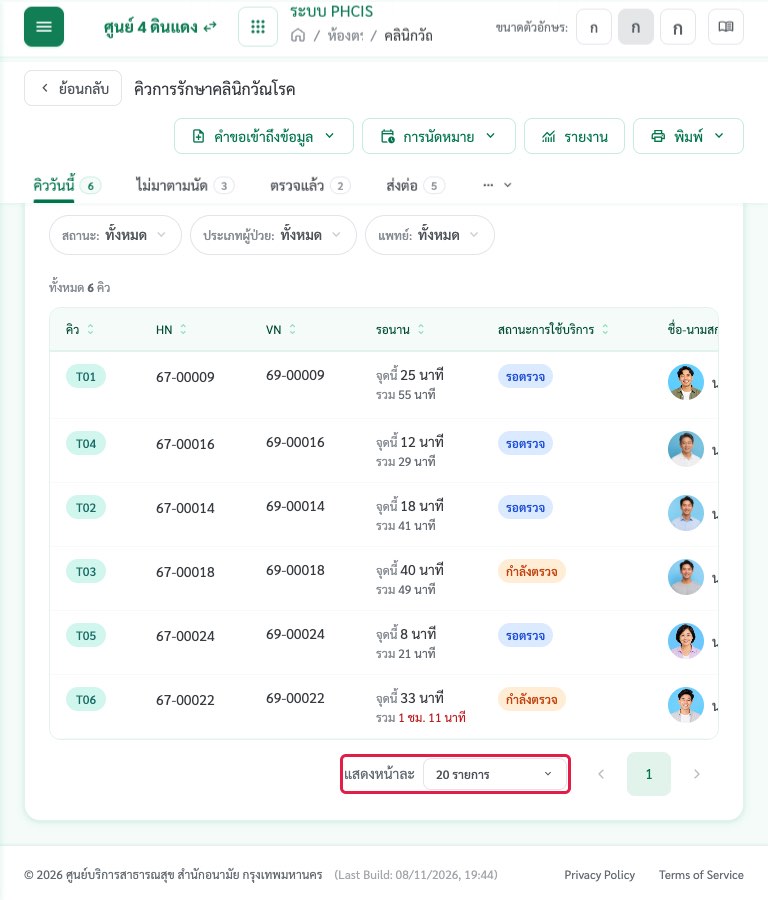 ศูนย์ 4 ดินแดง
ระบบ PHCIS
/ ห้องตร / คลินิกวัณ
ขนาดตัวอักษร: ก ก ก
ย้อนกลับ
คิวการรักษาคลินิกวัณโรค
คำขอเข้าถึงข้อมูล
การนัดหมาย
รายงาน
พิมพ์
คิววันนี้ 6
ไม่มาตามนัด 3
ตรวจแล้ว 2
ส่งต่อ 5
สถานะ: ทั้งหมด
ประเภทผู้ป่วย: ทั้งหมด
แพทย์: ทั้งหมด
ทั้งหมด 6 คิว
คิว HN VN รอนาน สถานะการใช้บริการ ชื่อ-นามสก
T01 67-00009 69-00009 จุดนี้ 25 นาที รอตรวจ
รวม 55 นาที
T04 67-00016 69-00016 จุดนี้ 12 นาที รอตรวจ
รวม 29 นาที
T02 67-00014 69-00014 จุดนี้ 18 นาที รอตรวจ
รวม 41 นาที
T03 67-00018 69-00018 จุดนี้ 40 นาที กำลังตรวจ
รวม 49 นาที
T05 67-00024 69-00024 จุดนี้ 8 นาที รอตรวจ
รวม 21 นาที
T06 67-00022 69-00022 จุดนี้ 33 นาที กำลังตรวจ
รวม 1 ชม. 11 นาที
แสดงหน้าละ 20 รายการ
1
© 2026 ศูนย์บริการสาธารณสุข สำนักอนามัย กรุงเทพมหานคร (Last Build: 08/11/2026, 19:44) Privacy Policy Terms of Service